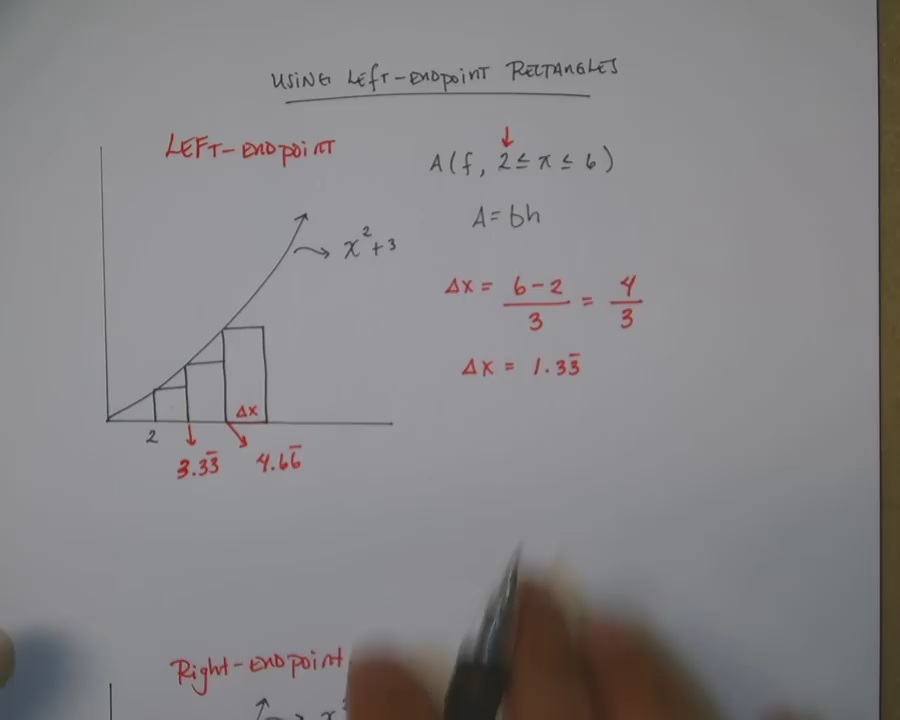 USING LEFT-ENDPOINT RECTANGLES
LEFT-ENDPOINT
A(f, 2 ≤ x ≤ 6)
A = bh
x²+3
Δx = 6-2/3 = 4/3
Δx = 1.33̅
Δx
2
3.33̅
4.66̅
Right-ENDPOINT